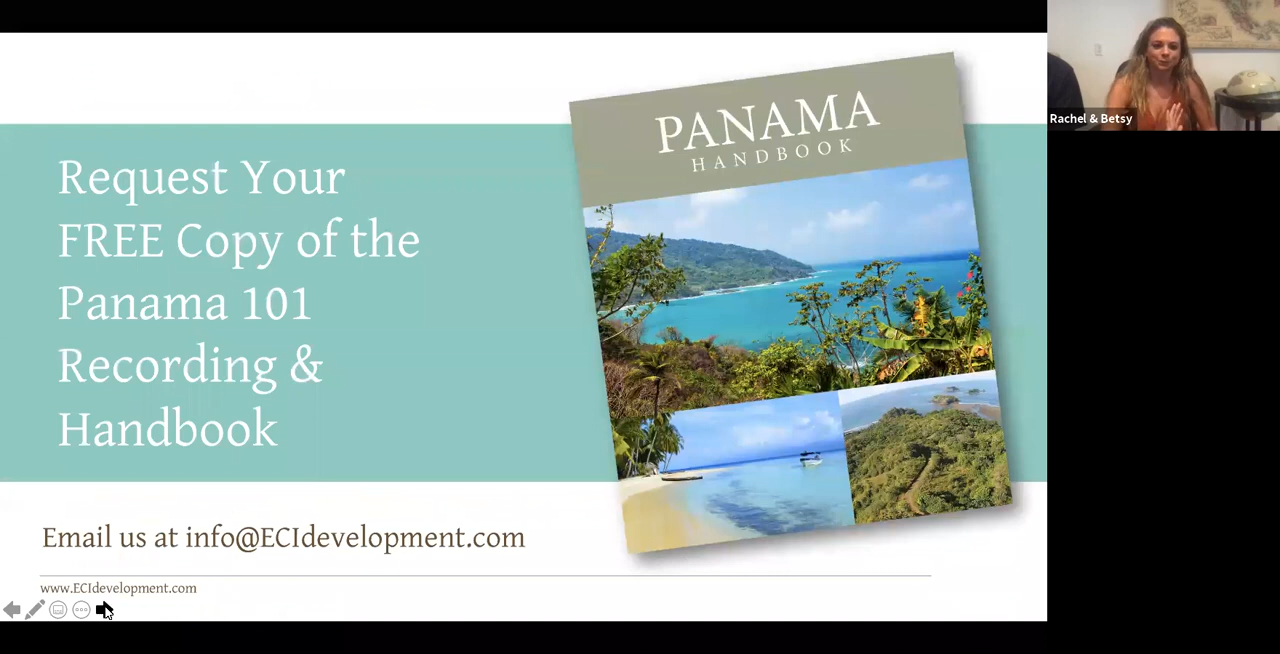 Request Your
FREE Copy of the
Panama 101
Recording &
Handbook
PANAMA
HANDBOOK
Email us at info@ECIdevelopment.com
www.ECIdevelopment.com
Rachel & Betsy